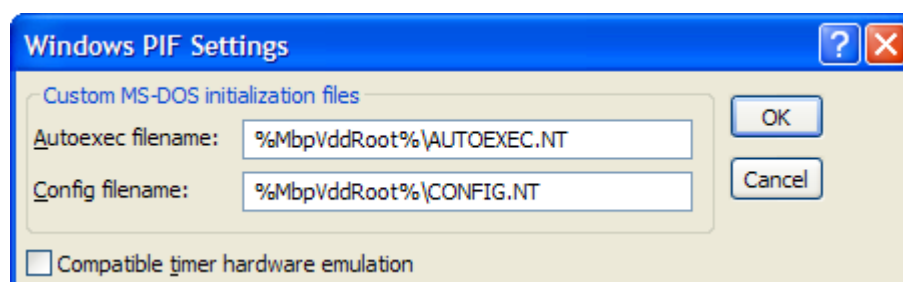 Windows PIF Settings
Custom MS-DOS initialization files
Autoexec filename: %MbpVddRoot%\AUTOEXEC.NT
OK
Config filename: %MbpVddRoot%\CONFIG.NT
Cancel
Compatible timer hardware emulation